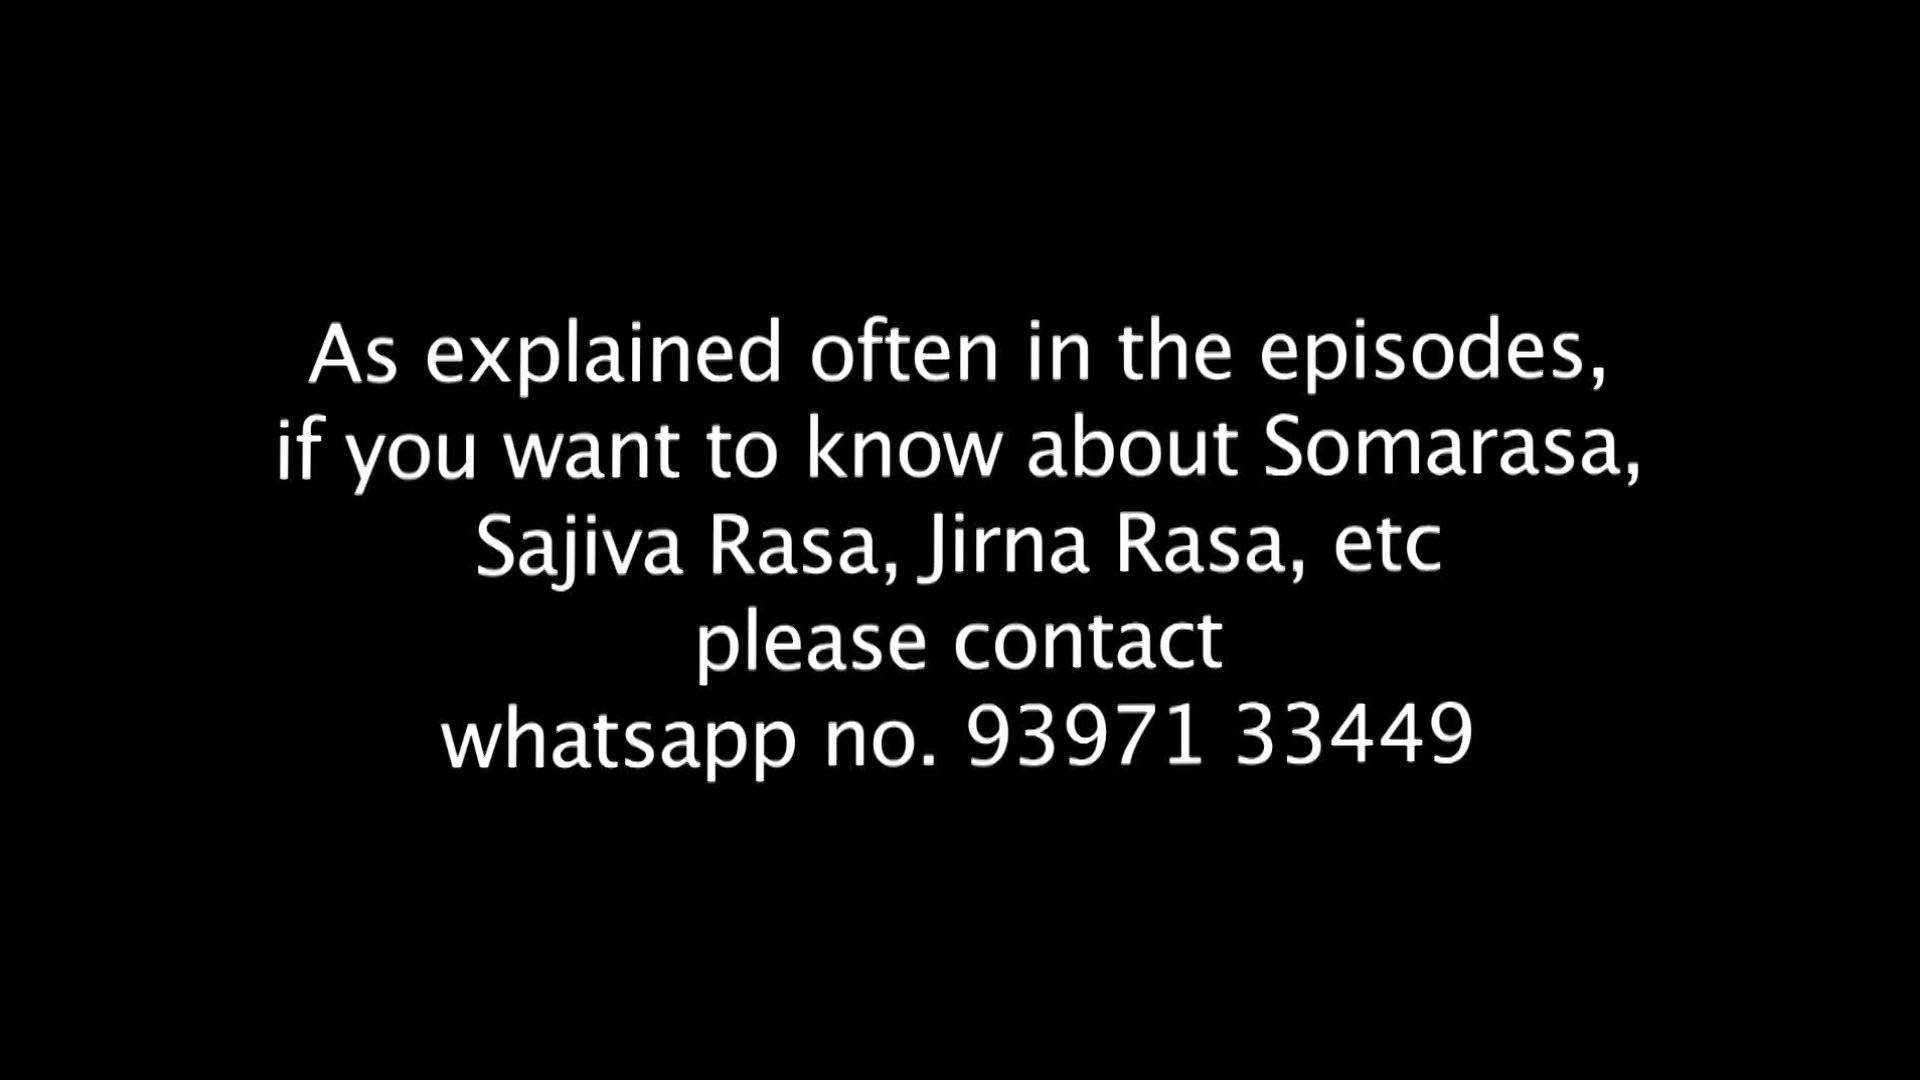 As explained often in the episodes,
if you want to know about Somarasa,
Sajiva Rasa, Jirna Rasa, etc
please contact
whatsapp no. 93971 33449